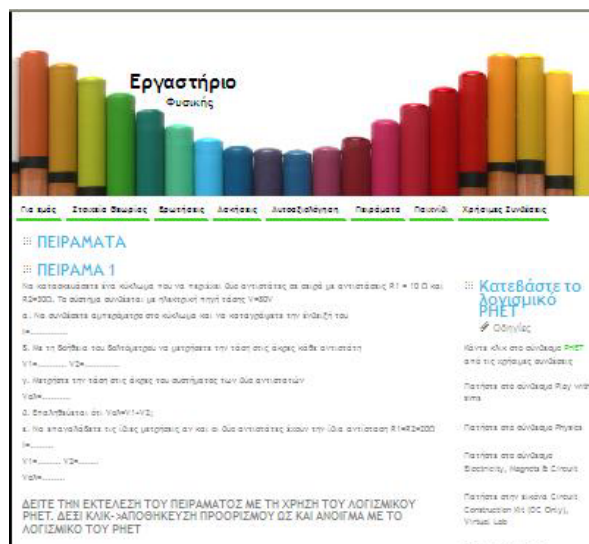 Εργαστήριο
Φυσικής
Για εμάς Στοιχεία Θεωρίας Ερωτήσεις Ασκήσεις Αυτοαξιολόγηση Πειράματα Παιχνίδι Χρήσιμες Συνδέσεις
ΠΕΙΡΑΜΑΤΑ
ΠΕΙΡΑΜΑ 1
Να κατασκευάσετε ένα κύκλωμα που να περιέχει δύο αντιστάτες σε σειρά με αντιστάσεις R1 = 10 Ω και
R2=30Ω. Το σύστημα συνδέεται με ηλεκτρική πηγή τάσης V=80V
α. Να συνδέσετε αμπερόμετρο στο κύκλωμα και να καταγράψετε την ένδειξή του
I=.............
β. Με τη βοήθεια του βολτόμετρου να μετρήσετε την τάση στις άκρες κάθε αντιστάτη
V1=.......... V2=..........
γ. Μετρήστε την τάση στις άκρες του συστήματος των δύο αντιστατών
Vολ=..........
δ. Επαληθεύεται ότι Vολ=V1+V2;
ε. Να επαναλάβετε τις ίδιες μετρήσεις αν και οι δύο αντιστάτες έχουν την ίδια αντίσταση R1=R2=20Ω
I=..........
V1=.......... V2=........
Vολ=..........
ΔΕΙΤΕ ΤΗΝ ΕΚΤΕΛΕΣΗ ΤΟΥ ΠΕΙΡΑΜΑΤΟΣ ΜΕ ΤΗ ΧΡΗΣΗ ΤΟΥ ΛΟΓΙΣΜΙΚΟΥ
PHET. ΔΕΞΙ ΚΛΙΚ->ΑΠΟΘΗΚΕΥΣΗ ΠΡΟΟΡΙΣΜΟΥ ΩΣ ΚΑΙ ΑΝΟΙΓΜΑ ΜΕ ΤΟ
ΛΟΓΙΣΜΙΚΟ ΤΟΥ PHET
Κατεβάστε το
λογισμικό
PHET
Οδηγίες
Κάντε κλικ στο σύνδεσμο PHET
από τις χρήσιμες συνδέσεις
Πατήστε στο σύνδεσμο Play with
sims
Πατήστε στο σύνδεσμο Physics
Πατήστε στο σύνδεσμο
Electricity, Magnets & Circuit
Πατήστε στην εικόνα Circuit
Construction Kit (DC Only),
Virtual Lab